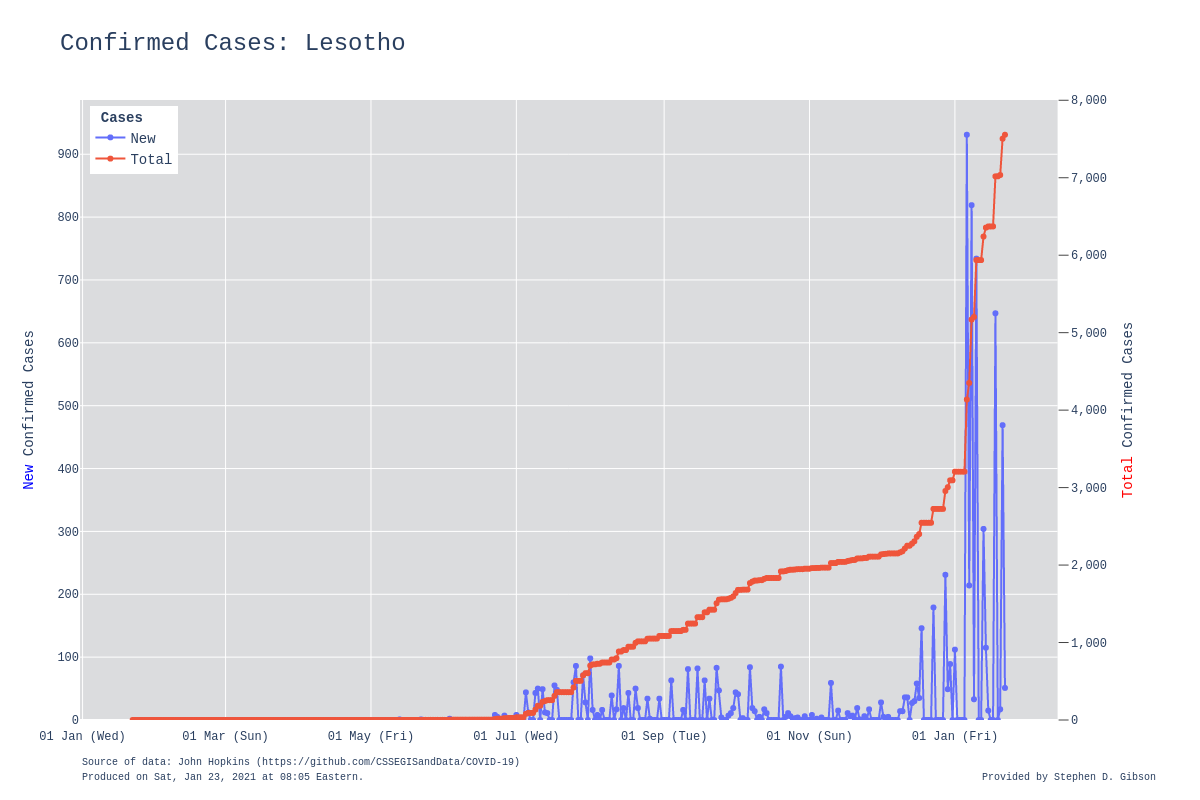 Confirmed Cases: Lesotho
Cases
New
Total
900
800
700
600
500
400
300
200
100
0
New Confirmed Cases
8,000
7,000
6,000
5,000
4,000
3,000
2,000
1,000
0
Total Confirmed Cases
01 Jan (Wed)
01 Mar (Sun)
01 May (Fri)
01 Jul (Wed)
01 Sep (Tue)
01 Nov (Sun)
01 Jan (Fri)
Source of data: John Hopkins (https://github.com/CSSEGISandData/COVID-19)
Produced on Sat, Jan 23, 2021 at 08:05 Eastern.
Provided by Stephen D. Gibson